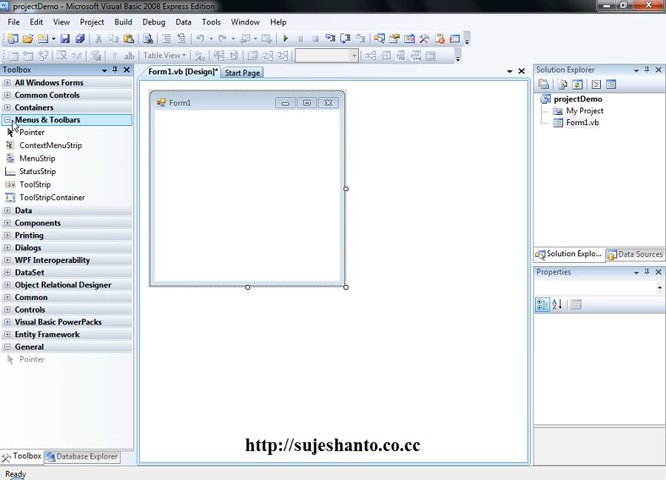 projectDemo - Microsoft Visual Basic 2008 Express Edition
File Edit View Project Build Debug Data Tools Window Help
Table View
Toolbox
All Windows Forms
Common Controls
Containers
Menus & Toolbars
Pointer
ContextMenuStrip
MenuStrip
StatusStrip
ToolStrip
ToolStripContainer
Data
Components
Printing
Dialogs
WPF Interoperability
DataSet
Object Relational Designer
Common
Controls
Visual Basic PowerPacks
Entity Framework
General
Pointer
Toolbox Database Explorer
Ready
Form1.vb [Design]* Start Page
Form1
http://sujeshanto.co.cc
Solution Explorer
projectDemo
My Project
Form1.vb
Solution Explo... Data Sources
Properties